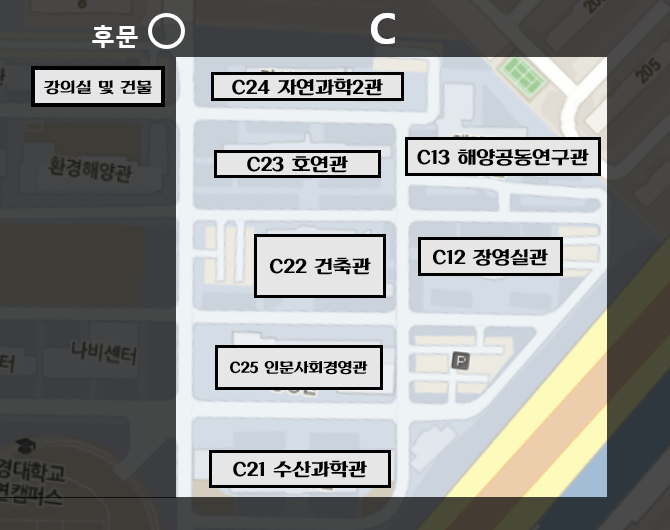 후문
C
강의실 및 건물
C24 자연과학2관
C23 호연관
C13 해양공동연구관
환경해양관
C22 건축관
C12 장영실관
나비센터
터
P
C25 인문사회경영관
C21 수산과학관
경대학교
연캠퍼스
205